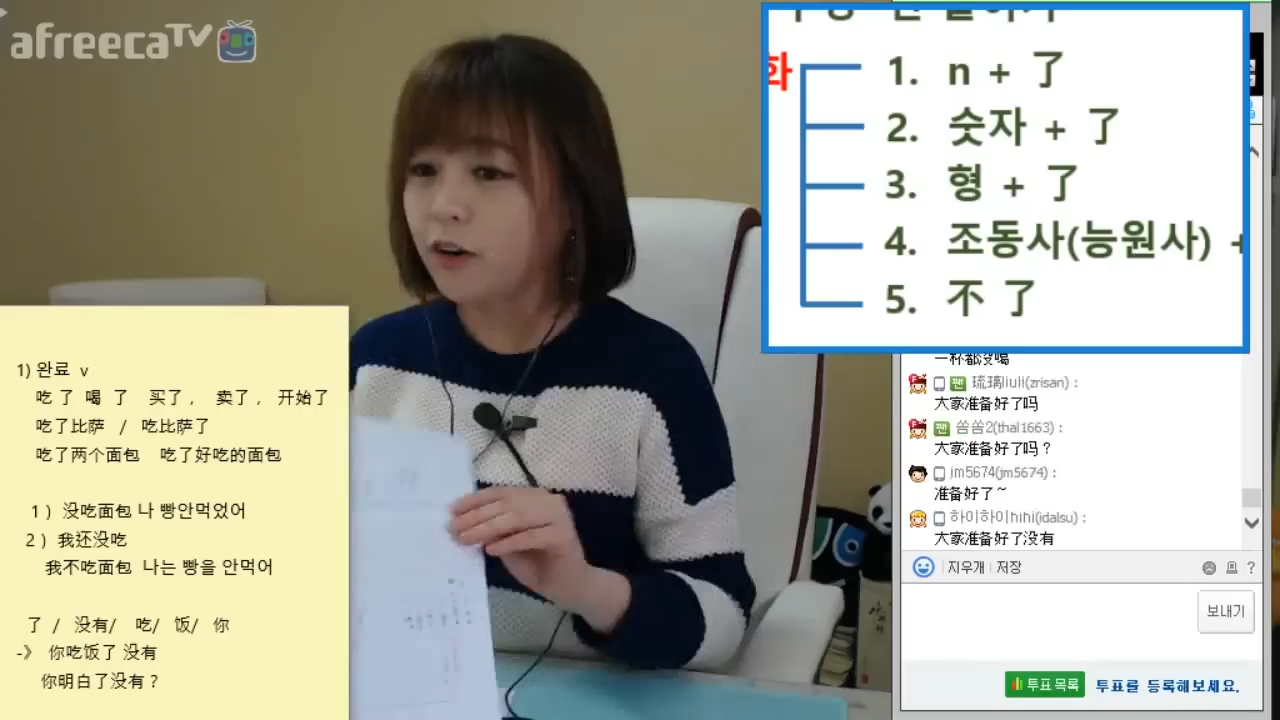 afreecaTV
화
1. n + 了
2. 숫자 + 了
3. 형 + 了
4. 조동사(능원사) +
5. 不 了
1) 완료 v
吃 了 喝 了 买了, 卖了, 开始了
吃了比萨 / 吃比萨了
吃了两个面包 吃了好吃的面包
1 ) 没吃面包 나 빵안먹었어
2 ) 我还没吃
我不吃面包 나는 빵을 안먹어
了 / 没有/ 吃/ 饭/ 你
-》 你吃饭了 没有
你明白了没有？
一杯都没喝
팬 琉璃liuli(zrisan) :
大家准备好了吗
팬 쏨쏨2(thal1663) :
大家准备好了吗？
jm5674(jm5674) :
准备好了~
하이하이hihi(idalsu) :
大家准备好了没有
지우개 저장 ?
보내기
투표 목록 투표를 등록해보세요.